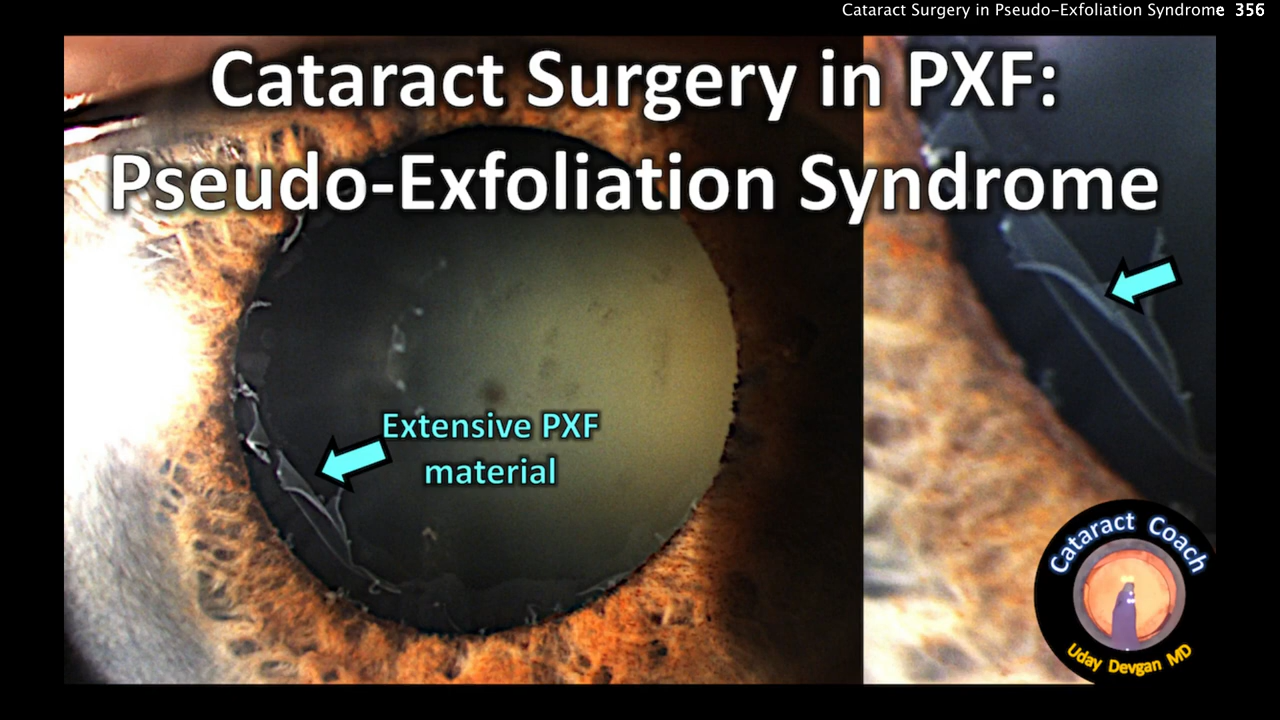 Cataract Surgery in Pseudo-Exfoliation Syndrome 356
Cataract Surgery in PXF:
Pseudo-Exfoliation Syndrome
Extensive PXF
material
Cataract Coach
Uday Devgan MD